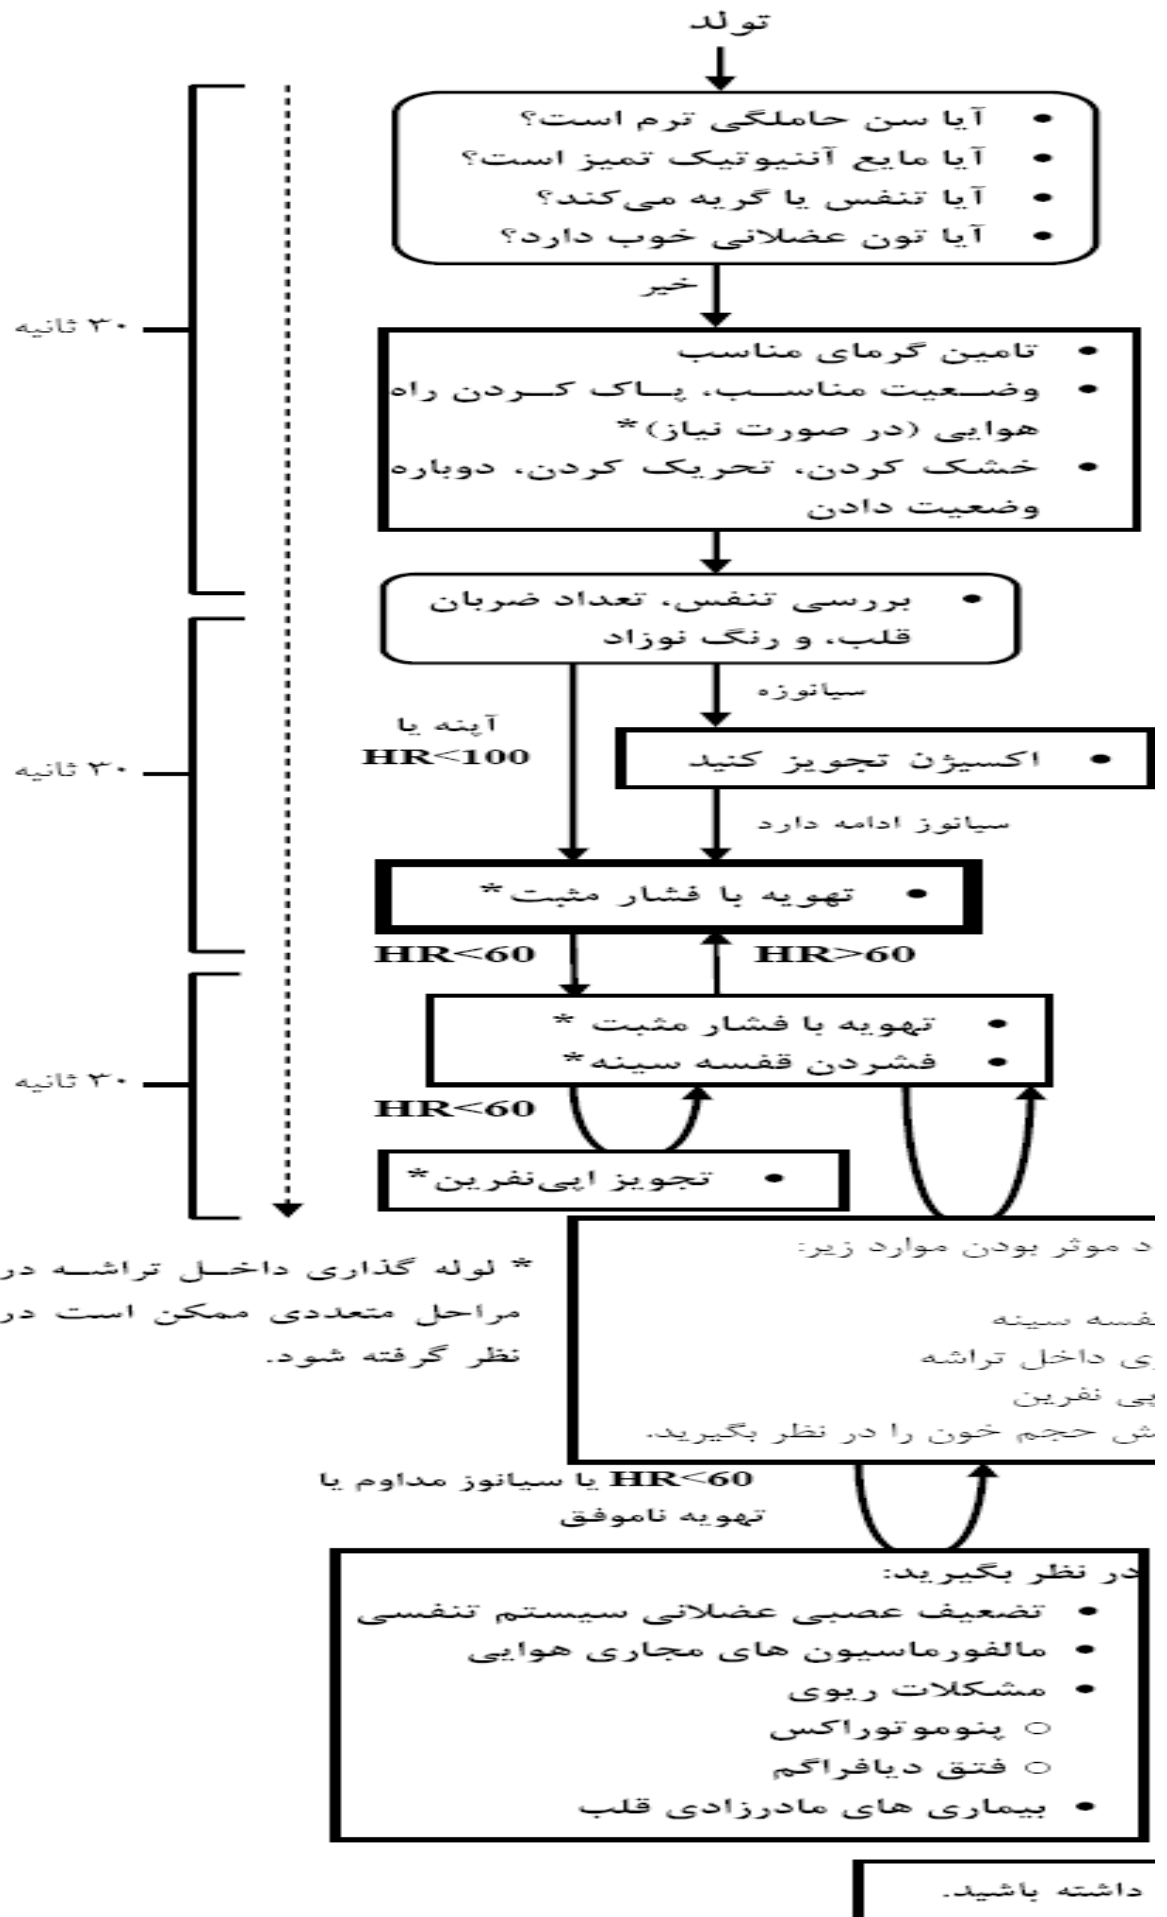 تولد
آیا سن حاملگی ترم است؟
آیا مایع آننیوتیک تمیز است؟
آیا تنفس یا گریه می‌کند؟
آیا تون عضلانی خوب دارد؟
خیر
۳۰ ثانیه
تامین گرمای مناسب
وضعیت مناسب، پاک کردن راه
هوایی (در صورت نیاز)*
خشک کردن، تحریک کردن، دوباره
وضعیت دادن
بررسی تنفس، تعداد ضربان
قلب، و رنگ نوزاد
سیانوزه
آپنه یا
HR<100
۳۰ ثانیه
اکسیژن تجویز کنید
سیانوز ادامه دارد
تهویه با فشار مثبت*
HR<60
HR>60
تهویه با فشار مثبت *
فشردن قفسه سینه*
۳۰ ثانیه
HR<60
تجویز اپی‌نفرین*
* لوله گذاری داخل تراشه در
مراحل متعددی ممکن است در
نظر گرفته شود.
د موثر بودن موارد زیر:
سینه
داخل تراشه
نفرین
حجم خون را در نظر بگیرید.
HR<60 یا سیانوز مداوم یا
تهویه ناموفق
در نظر بگیرید:
تضعیف عصبی عضلانی سیستم تنفسی
مالفورماسیون های مجاری هوایی
مشکلات ریوی
پنوموتوراکس
فتق دیافراگم
بیماری های مادرزادی قلب
داشته باشید.